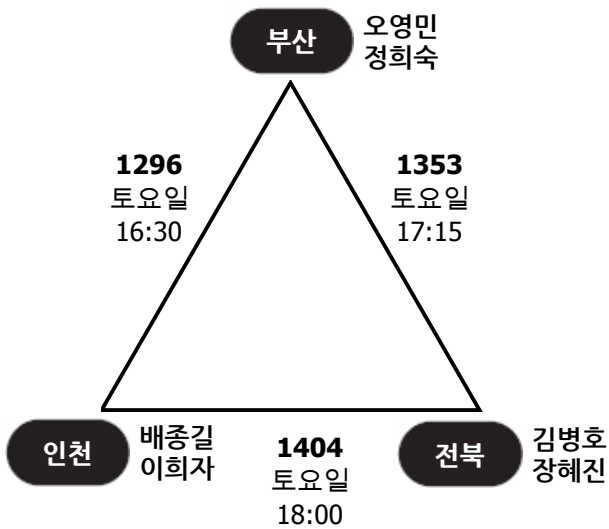 부산
오영민
정희숙
1296
토요일
16:30
1353
토요일
17:15
인천
배종길
이희자
1404
토요일
18:00
전북
김병호
장혜진